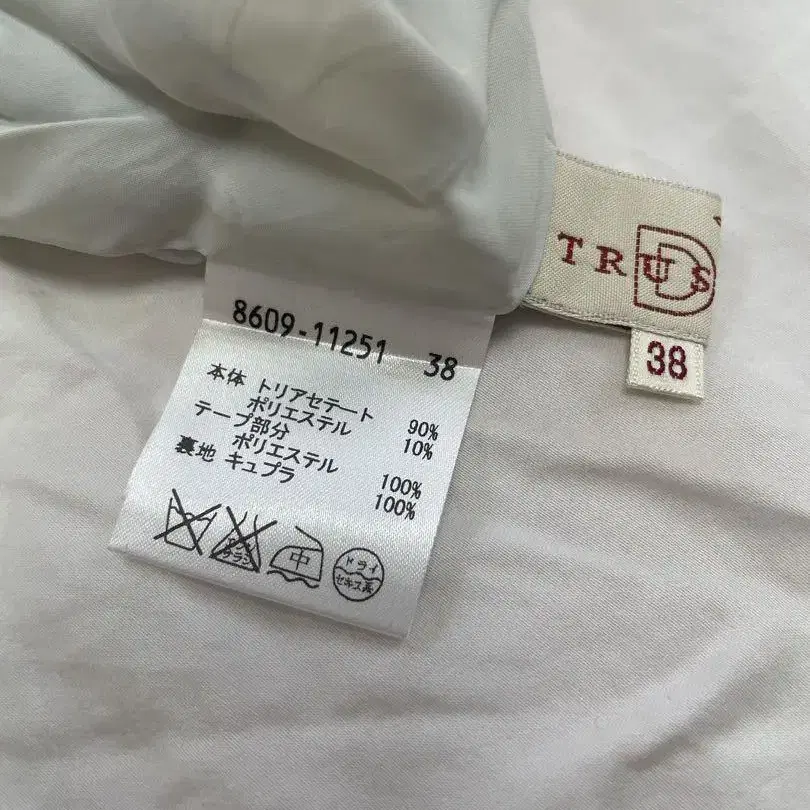 TRUS
D
38
8609-11251 38
本体 トリアセテート 90%
ポリエステル 10%
テープ部分
ポリエステル 100%
裏地 キュプラ 100%
中
ドライ
セキユ系